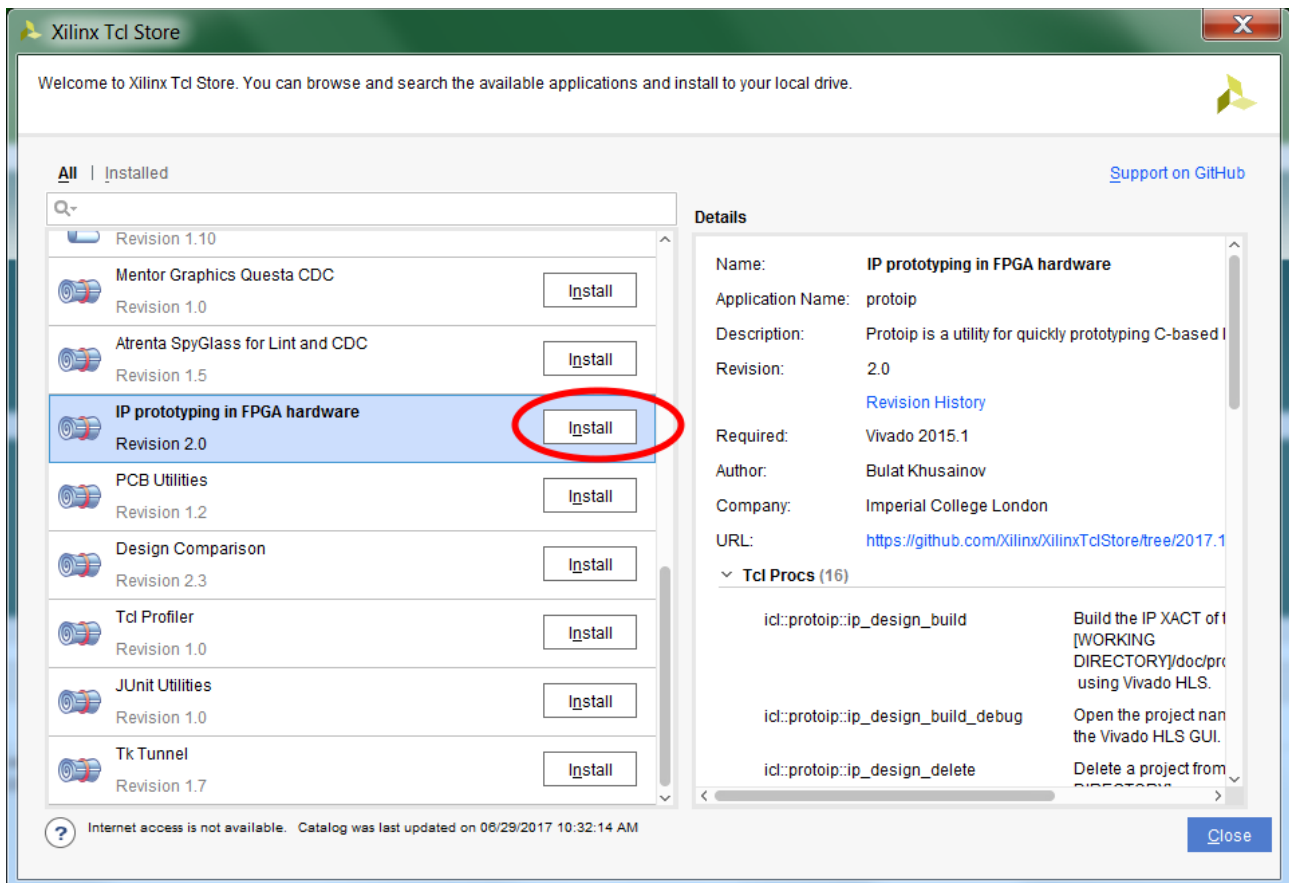 Xilinx Tcl Store
Welcome to Xilinx Tcl Store. You can browse and search the available applications and install to your local drive.
All | Installed
Support on GitHub
Revision 1.10
Mentor Graphics Questa CDC
Revision 1.0
Install
Atrenta SpyGlass for Lint and CDC
Revision 1.5
Install
IP prototyping in FPGA hardware
Revision 2.0
Install
PCB Utilities
Revision 1.2
Install
Design Comparison
Revision 2.3
Install
Tcl Profiler
Revision 1.0
Install
JUnit Utilities
Revision 1.0
Install
Tk Tunnel
Revision 1.7
Install
Details
Name: IP prototyping in FPGA hardware
Application Name: protoip
Description: Protoip is a utility for quickly prototyping C-based
Revision: 2.0
Revision History
Required: Vivado 2015.1
Author: Bulat Khusainov
Company: Imperial College London
URL: https://github.com/Xilinx/XilinxTclStore/tree/2017.1
Tcl Procs (16)
icl::protoip::ip_design_build
Build the IP XACT of
[WORKING
DIRECTORY]/doc/pro
using Vivado HLS.
icl::protoip::ip_design_build_debug
Open the project nam
the Vivado HLS GUI.
icl::protoip::ip_design_delete
Delete a project from
? Internet access is not available. Catalog was last updated on 06/29/2017 10:32:14 AM
Close